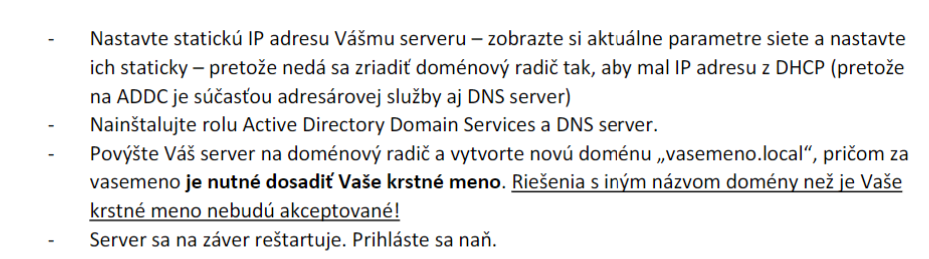 - Nastavte statickú IP adresu Vášmu serveru – zobrazte si aktuálne parametre siete a nastavte
ich staticky – pretože nedá sa zriadiť doménový radič tak, aby mal IP adresu z DHCP (pretože
na ADDC je súčasťou adresárovej služby aj DNS server)
- Nainštalujte rolu Active Directory Domain Services a DNS server.
- Povýšte Váš server na doménový radič a vytvorte novú doménu „vasemeno.local“, pričom za
vasemeno je nutné dosadiť Vaše krstné meno. Riešenia s iným názvom domény než je Vaše
krstné meno nebudú akceptované!
- Server sa na záver reštartuje. Prihláste sa naň.